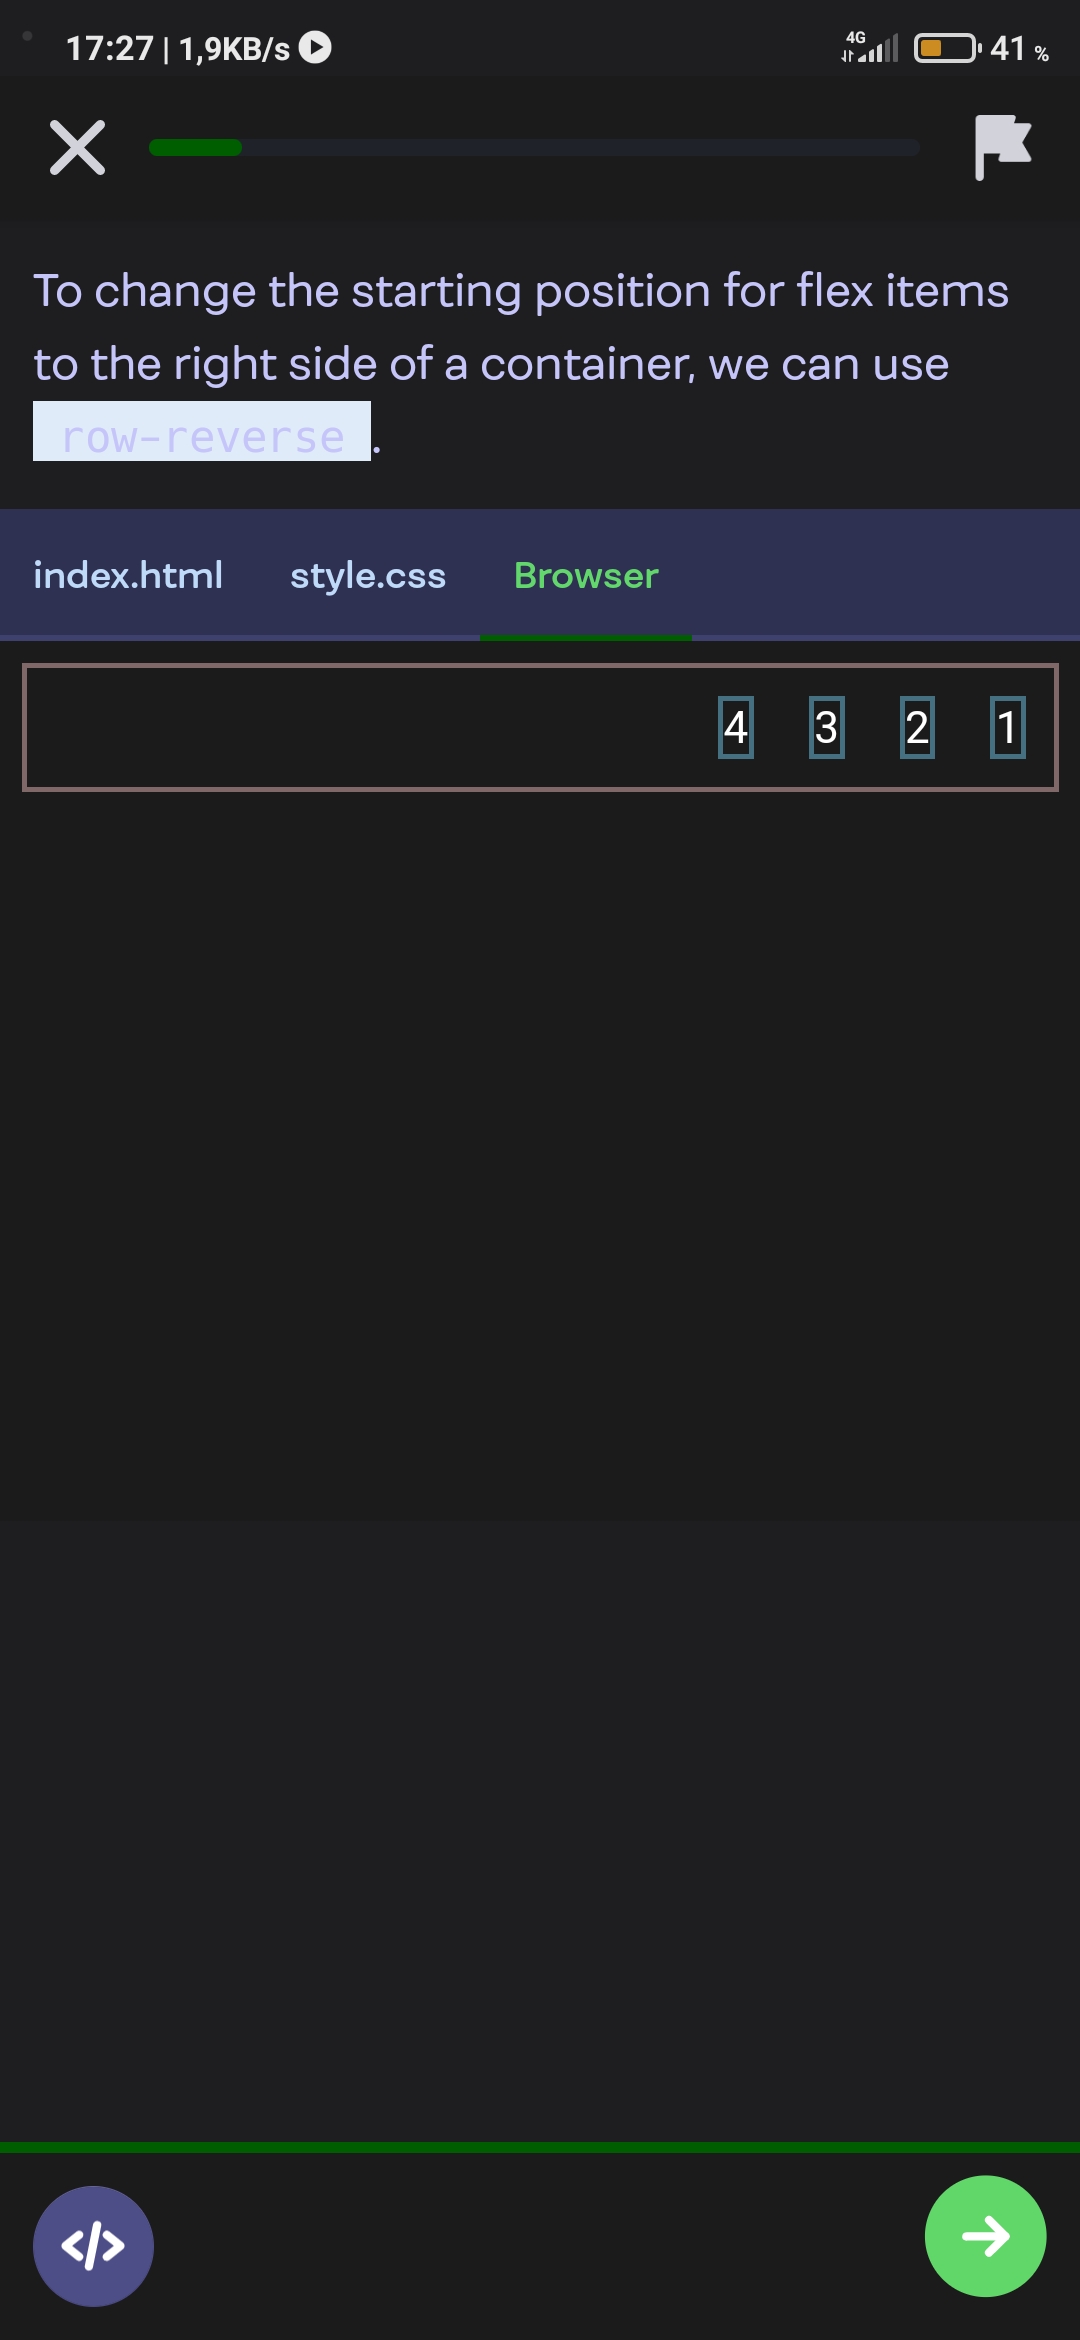 17:27 | 1,9KB/s 4G 41 %
To change the starting position for flex items
to the right side of a container, we can use
row-reverse .
index.html style.css Browser
4 3 2 1
</>